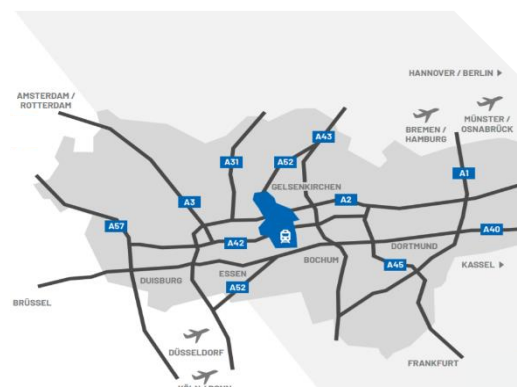 HANNOVER / BERLIN
AMSTERDAM /
ROTTERDAM
MÜNSTER /
OSNABRÜCK
BREMEN /
HAMBURG
A43
A31
A52
A1
GELSENKIRCHEN
A3
A2
A57
A40
A42
DORTMUND
BOCHUM
A45
KASSEL
ESSEN
DUISBURG
A52
BRÜSSEL
DÜSSELDORF
FRANKFURT